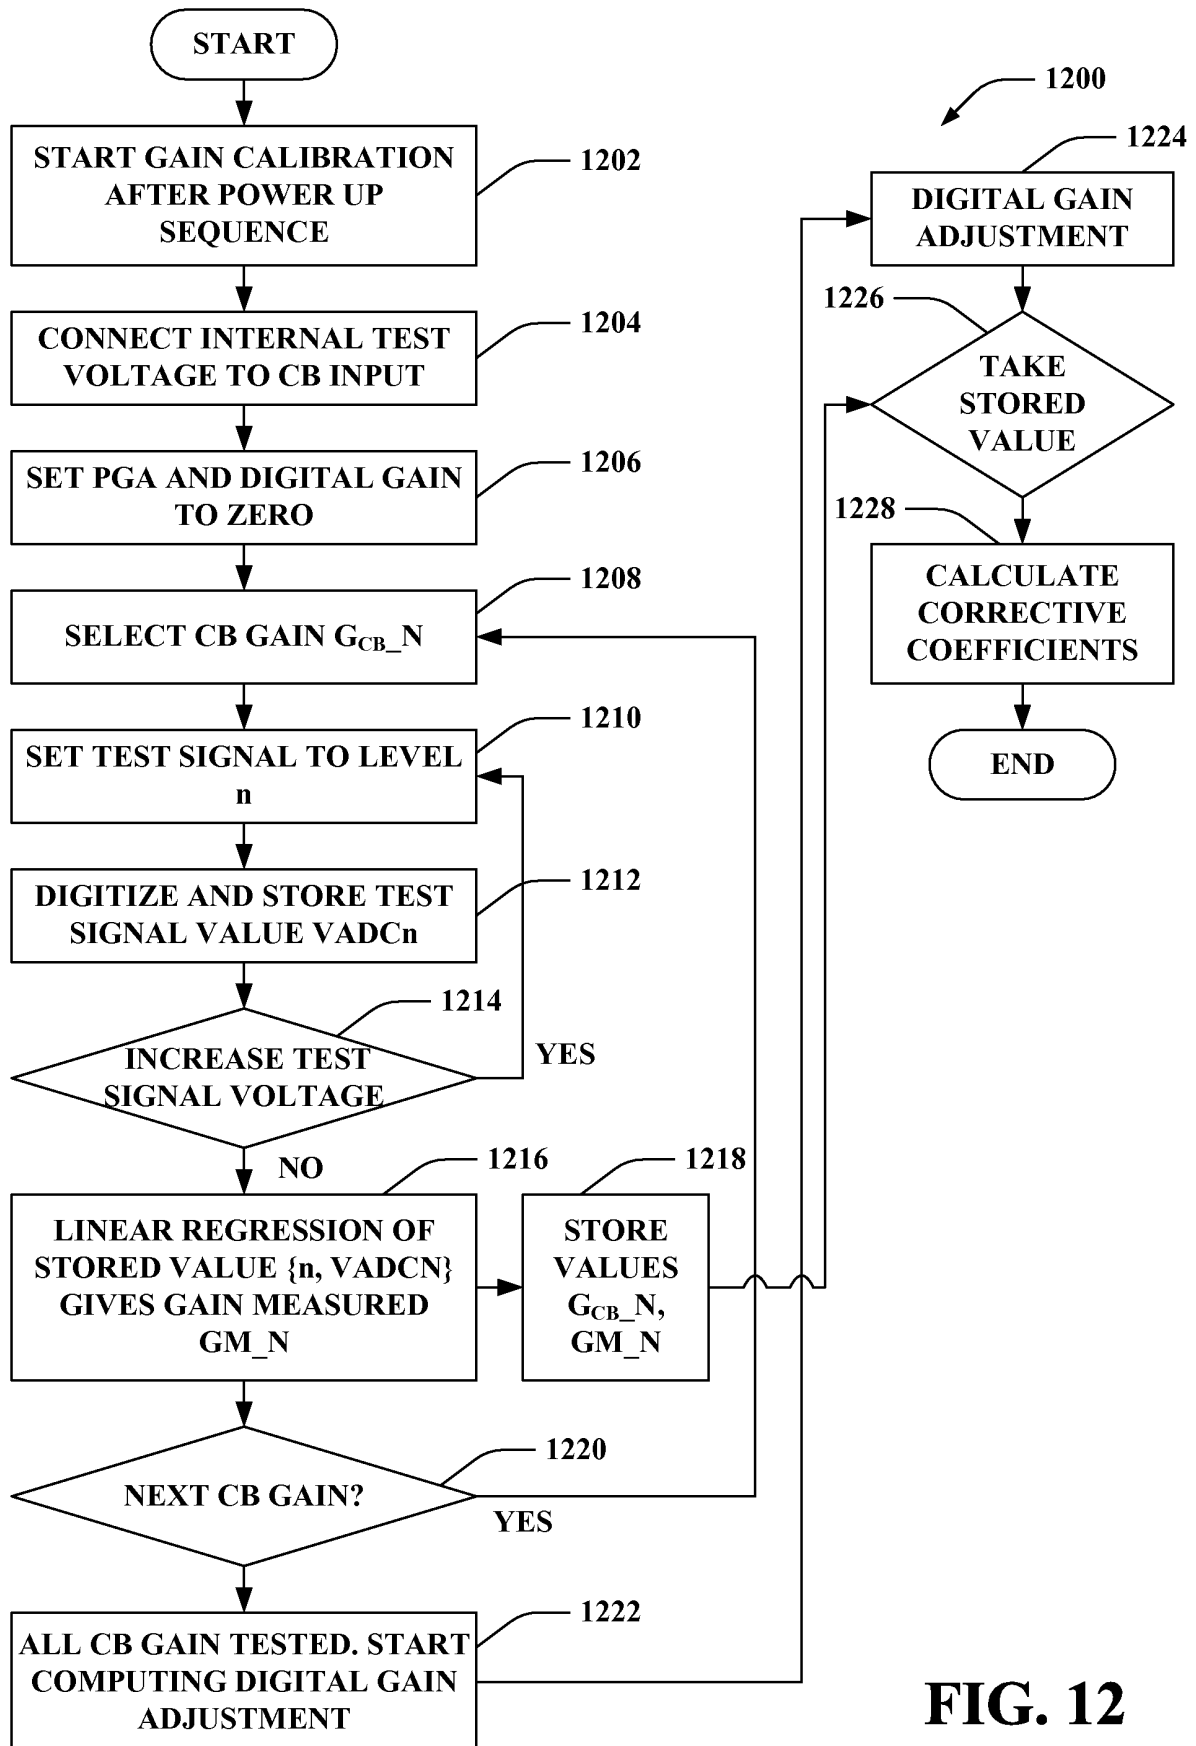 START
START GAIN CALIBRATION
AFTER POWER UP
SEQUENCE
1202
CONNECT INTERNAL TEST
VOLTAGE TO CB INPUT
1204
SET PGA AND DIGITAL GAIN
TO ZERO
1206
SELECT CB GAIN GCB_N
1208
SET TEST SIGNAL TO LEVEL
n
1210
DIGITIZE AND STORE TEST
SIGNAL VALUE VADCn
1212
INCREASE TEST
SIGNAL VOLTAGE
1214
YES
NO
LINEAR REGRESSION OF
STORED VALUE {n, VADCN}
GIVES GAIN MEASURED
GM_N
1216
STORE
VALUES
GCB_N,
GM_N
1218
NEXT CB GAIN?
1220
YES
ALL CB GAIN TESTED. START
COMPUTING DIGITAL GAIN
ADJUSTMENT
1222
1200
1224
DIGITAL GAIN
ADJUSTMENT
1226
TAKE
STORED
VALUE
1228
CALCULATE
CORRECTIVE
COEFFICIENTS
END
FIG. 12